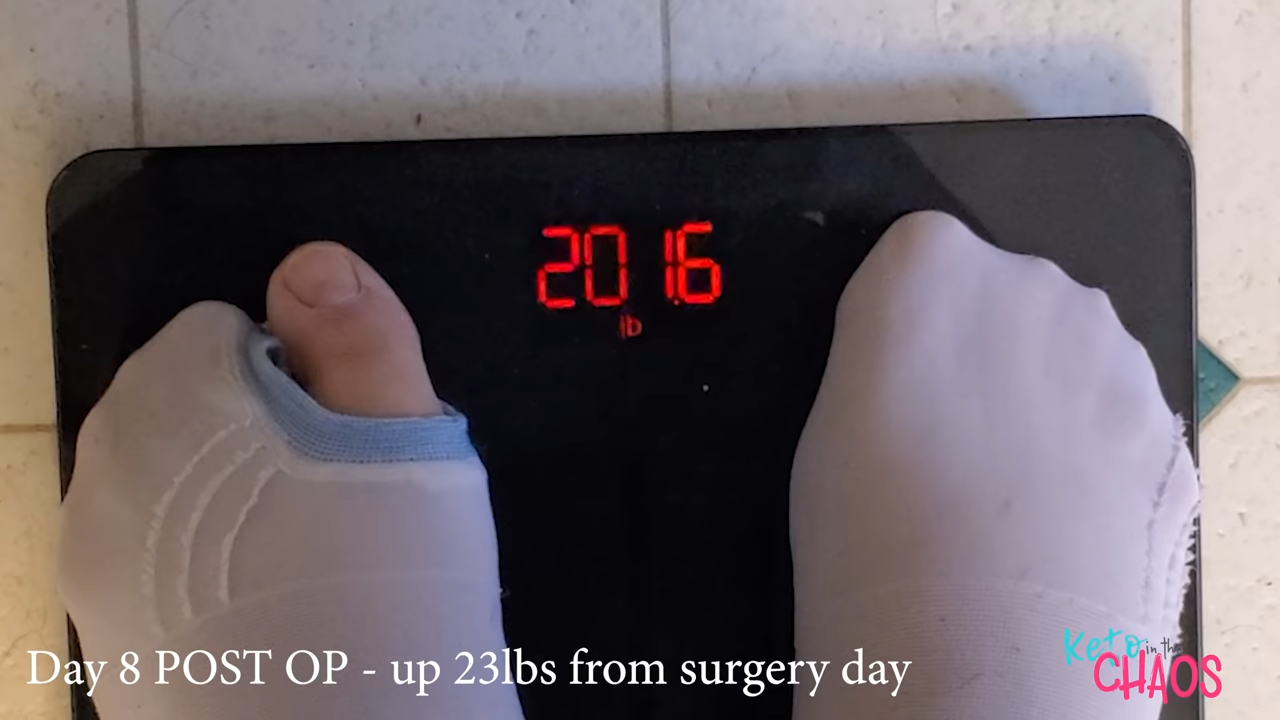 201.6
lb
Day 8 POST OP - up 23lbs from surgery day
Keto in the
CHAOS